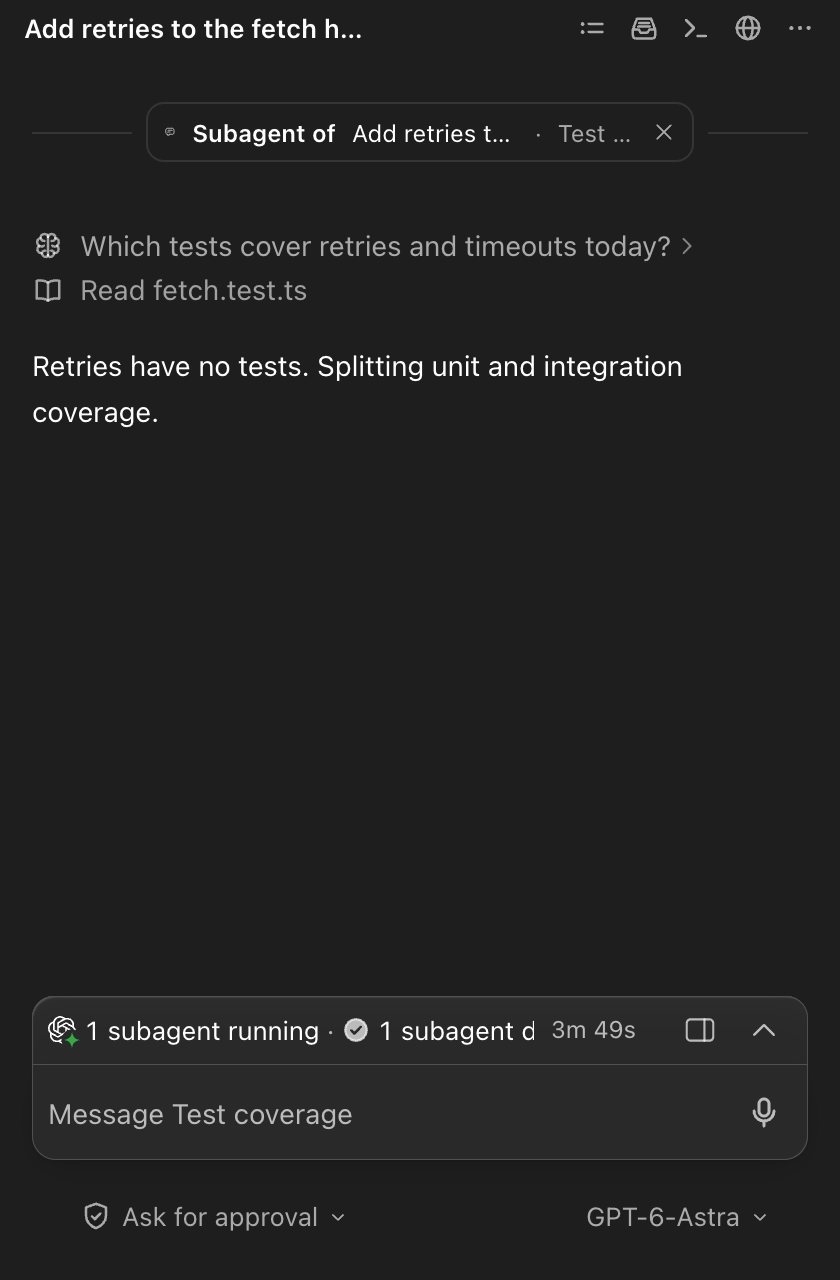 Add retries to the fetch h...
Subagent of Add retries t... · Test ...
Which tests cover retries and timeouts today?
Read fetch.test.ts
Retries have no tests. Splitting unit and integration
coverage.
1 subagent running · 1 subagent d 3m 49s
Message Test coverage
Ask for approval GPT-6-Astra